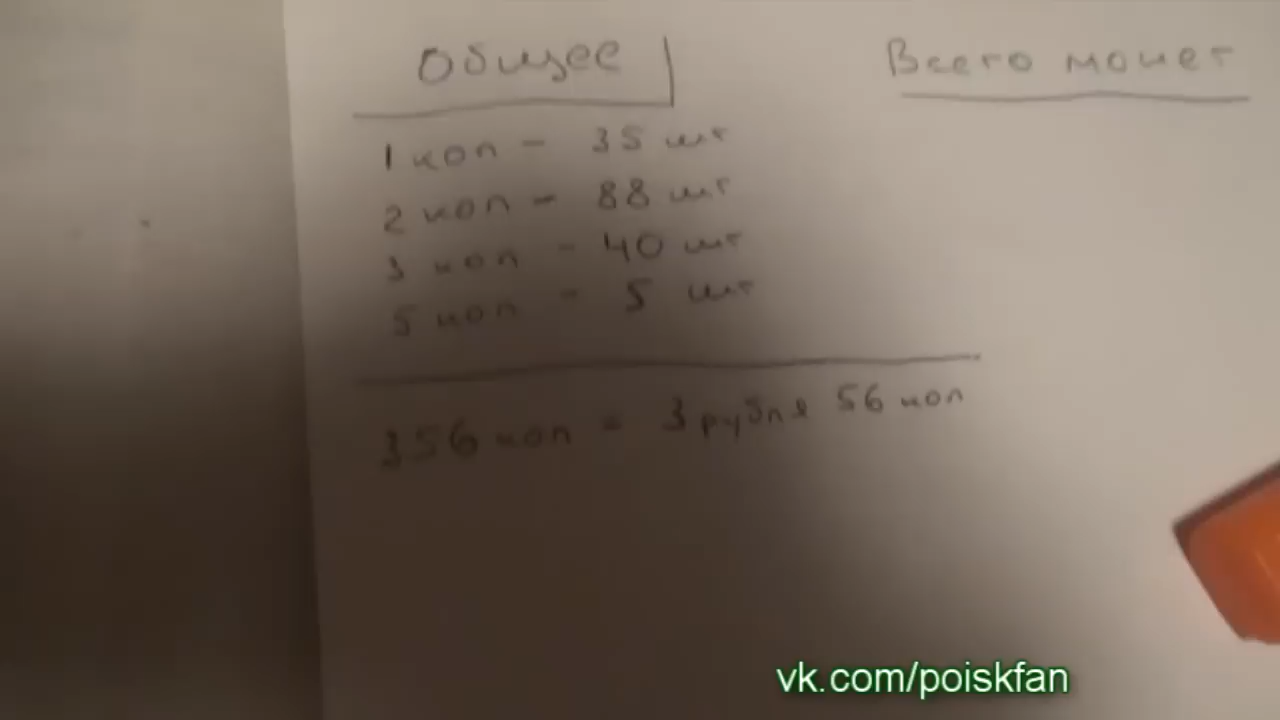 Общее
Всего монет
1 коп - 35 шт
2 коп - 88 шт
3 коп - 40 шт
5 коп - 5 шт
356 коп = 3 рубля 56 коп
vk.com/poiskfan